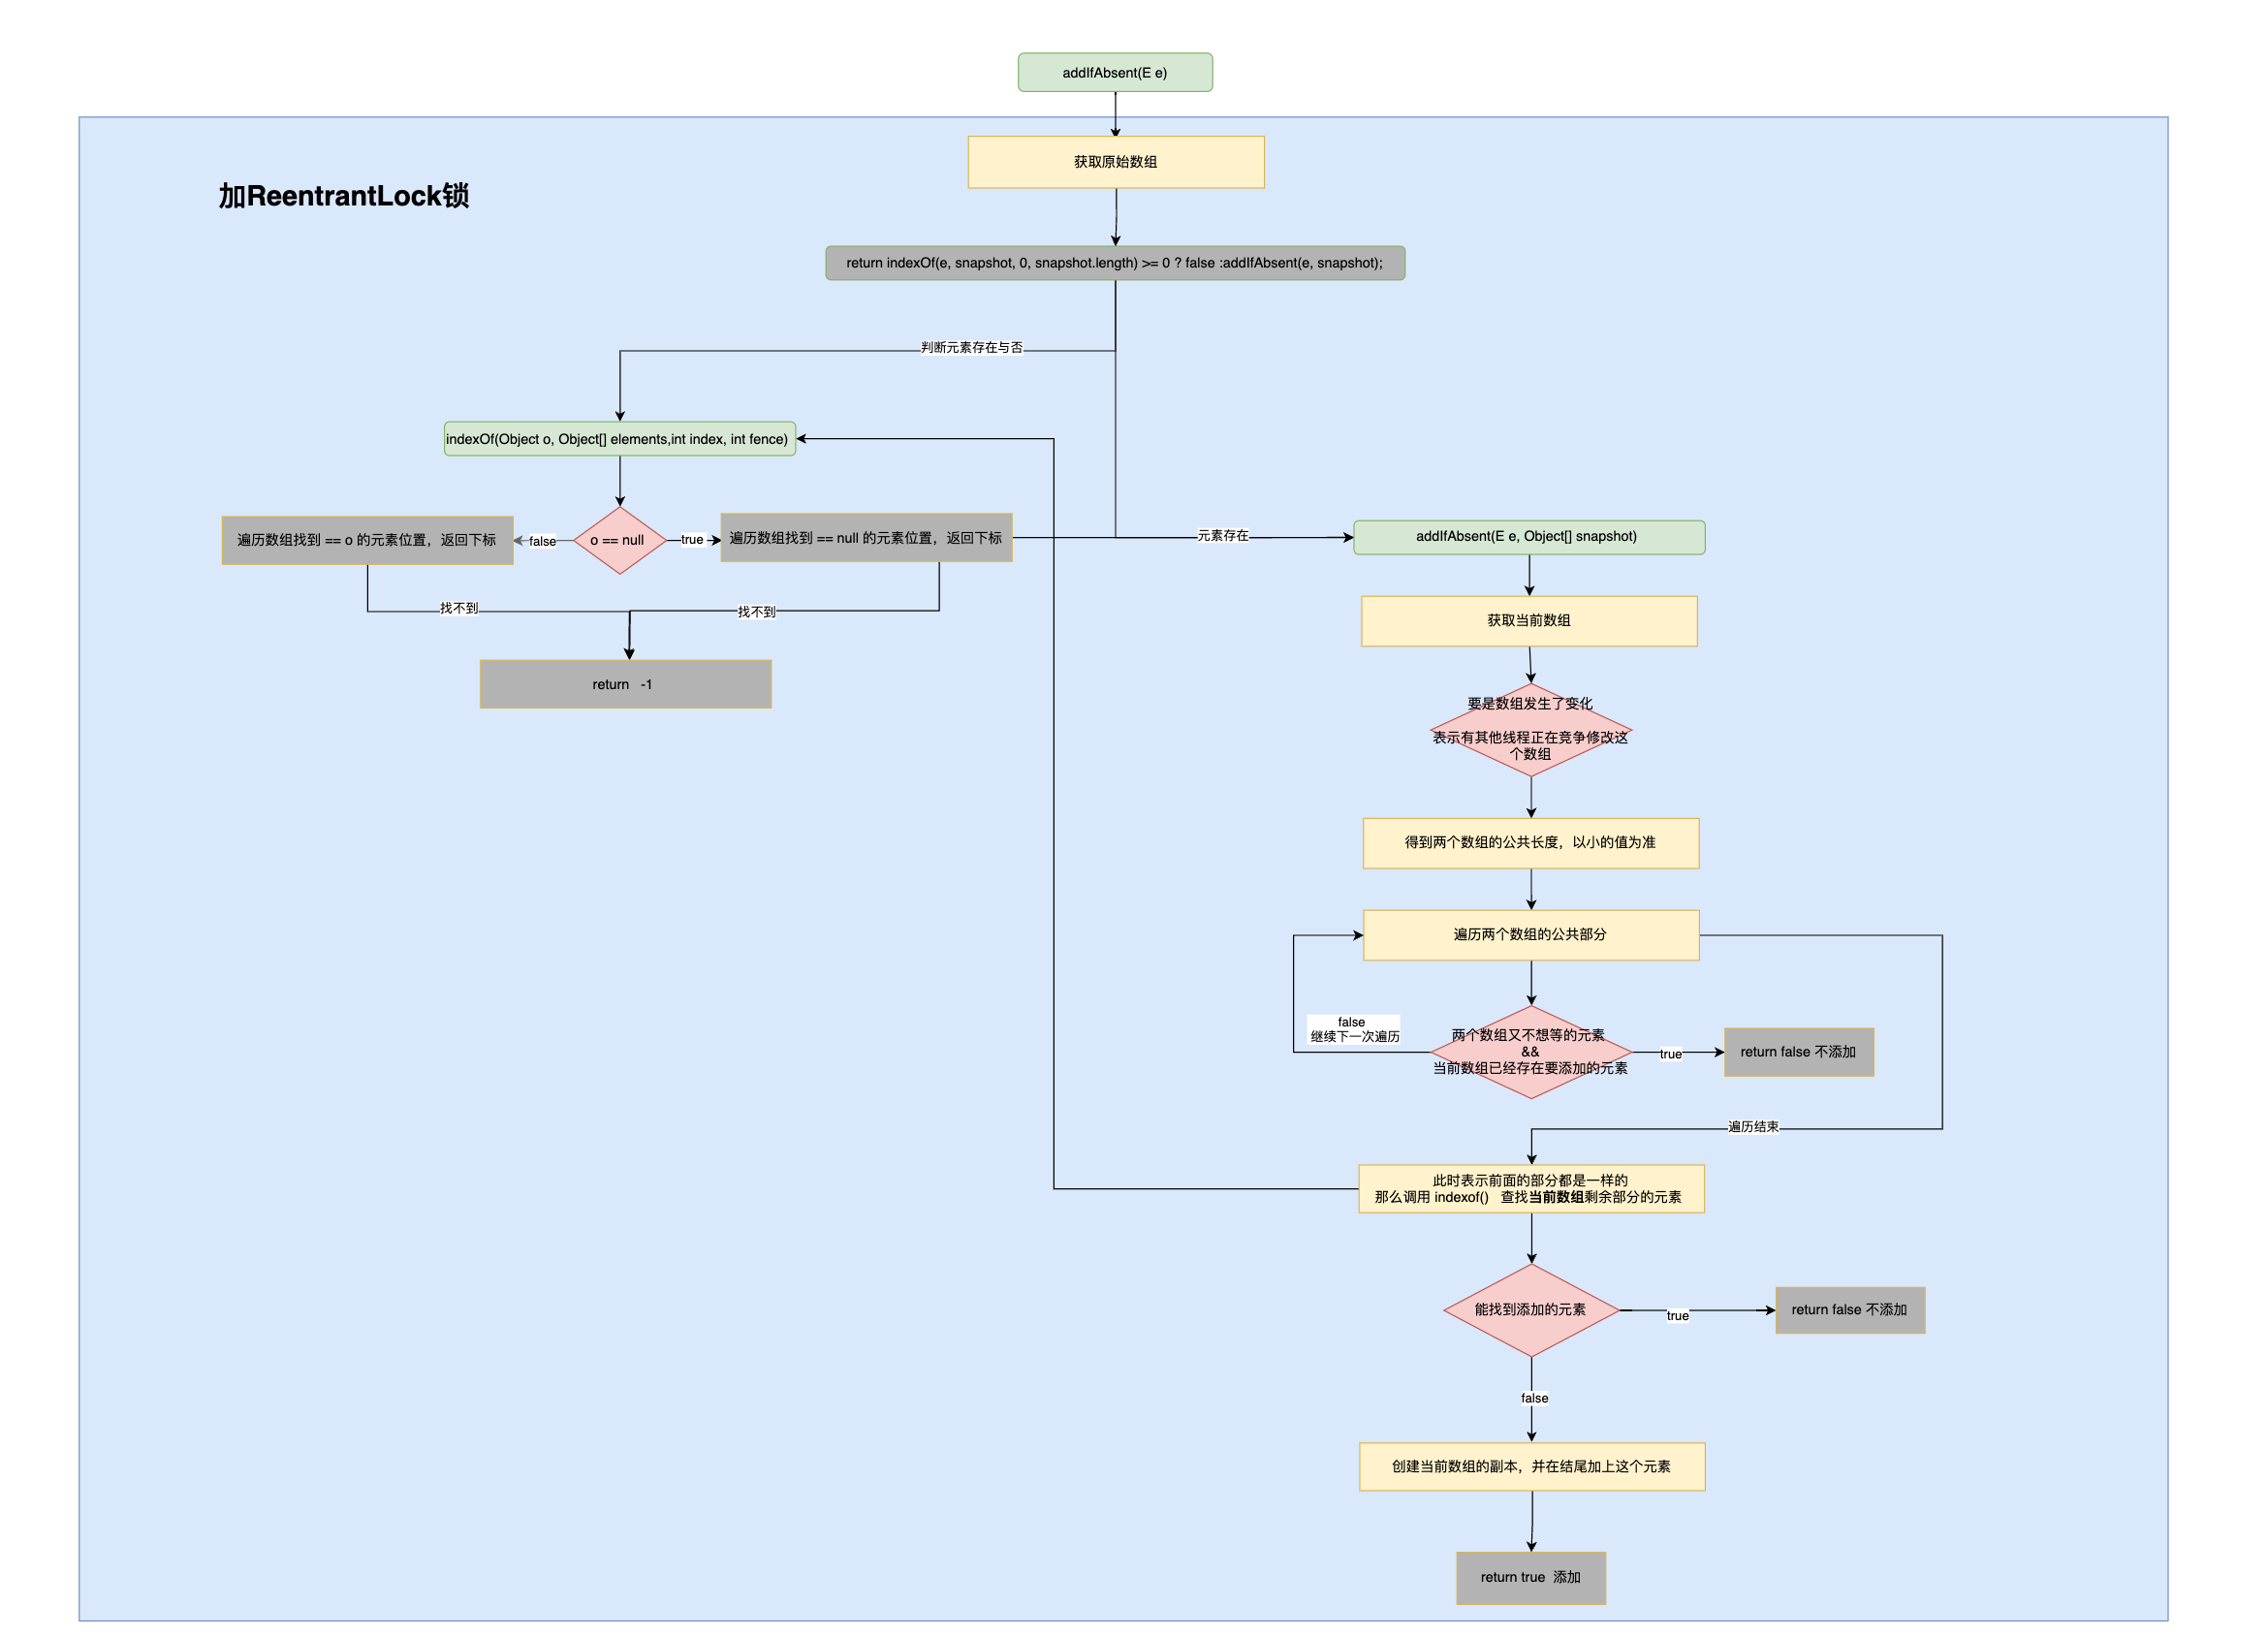 addIfAbsent(E e)
获取原始数组
加ReentrantLock锁
return indexOf(e, snapshot, 0, snapshot.length) >= 0 ? false :addIfAbsent(e, snapshot);
判断元素存在与否
indexOf(Object o, Object[] elements,int index, int fence)
遍历数组找到 == o 的元素位置，返回下标
false
o == null
true
遍历数组找到 == null 的元素位置，返回下标
元素存在
addIfAbsent(E e, Object[] snapshot)
找不到
找不到
return -1
获取当前数组
要是数组发生了变化
表示有其他线程正在竞争修改这
个数组
得到两个数组的公共长度，以小的值为准
遍历两个数组的公共部分
false
继续下一次遍历
两个数组又不想等的元素
&&
当前数组已经存在要添加的元素
true
return false 不添加
遍历结束
此时表示前面的部分都是一样的
那么调用 indexof() 查找当前数组剩余部分的元素
能找到添加的元素
true
return false 不添加
false
创建当前数组的副本，并在结尾加上这个元素
return true 添加